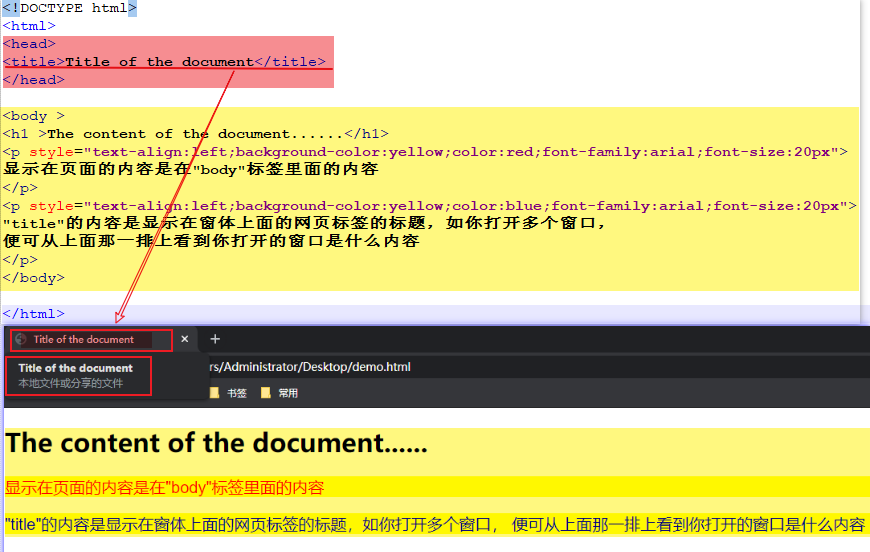 <!DOCTYPE html>
<html>
<head>
<title>Title of the document</title>
</head>
<body >
<h1 >The content of the document......</h1>
<p style="text-align:left;background-color:yellow;color:red;font-family:arial;font-size:20px">
显示在页面的内容是在"body"标签里面的内容
</p>
<p style="text-align:left;background-color:yellow;color:blue;font-family:arial;font-size:20px">
"title"的内容是显示在窗体上面的网页标签的标题，如你打开多个窗口，
便可从上面那一排上看到你打开的窗口是什么内容
</p>
</body>
</html>
Title of the document × +
Title of the document
rs/Administrator/Desktop/demo.html
本地文件或分享的文件
书签 常用
The content of the document......
显示在页面的内容是在"body"标签里面的内容
"title"的内容是显示在窗体上面的网页标签的标题，如你打开多个窗口， 便可从上面那一排上看到你打开的窗口是什么内容